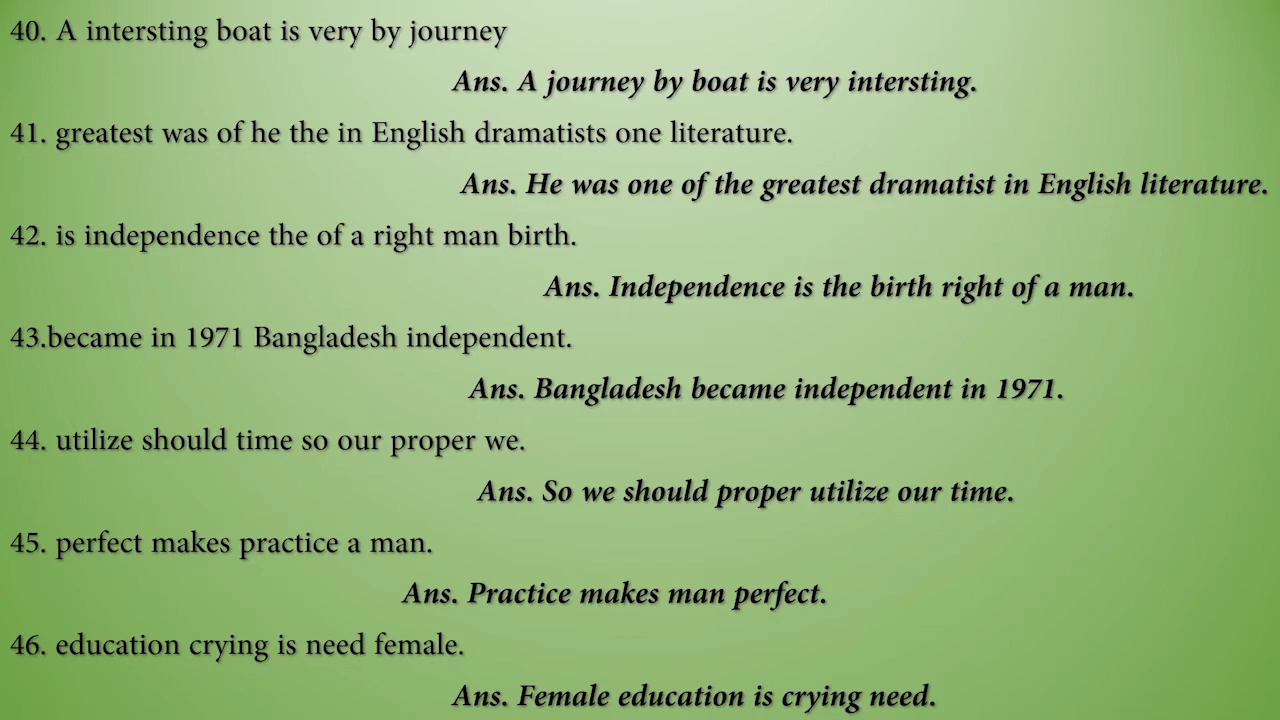 40. A intersting boat is very by journey
Ans. A journey by boat is very intersting.
41. greatest was of he the in English dramatists one literature.
Ans. He was one of the greatest dramatist in English literature.
42. is independence the of a right man birth.
Ans. Independence is the birth right of a man.
43.became in 1971 Bangladesh independent.
Ans. Bangladesh became independent in 1971.
44. utilize should time so our proper we.
Ans. So we should proper utilize our time.
45. perfect makes practice a man.
Ans. Practice makes man perfect.
46. education crying is need female.
Ans. Female education is crying need.